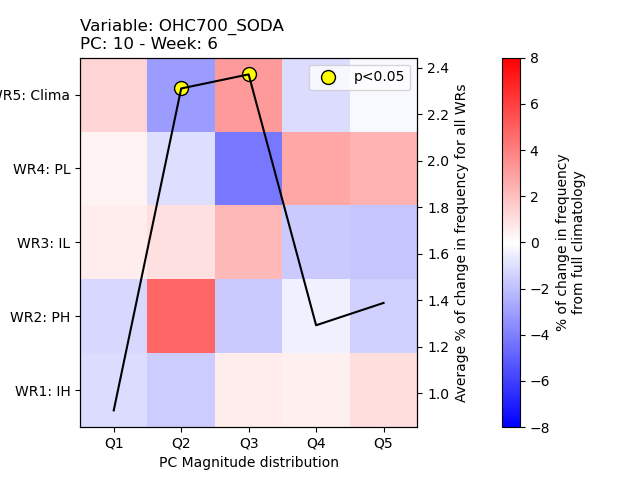 Variable: OHC700_SODA
PC: 10 - Week: 6
p<0.05
WR5: Clima
WR4: PL
WR3: IL
WR2: PH
WR1: IH
Q1 Q2 Q3 Q4 Q5
PC Magnitude distribution
2.4
2.2
2.0
1.8
1.6
1.4
1.2
1.0
Average % of change in frequency for all WRs
8
6
4
2
0
−2
−4
−6
−8
% of change in frequency
from full climatology